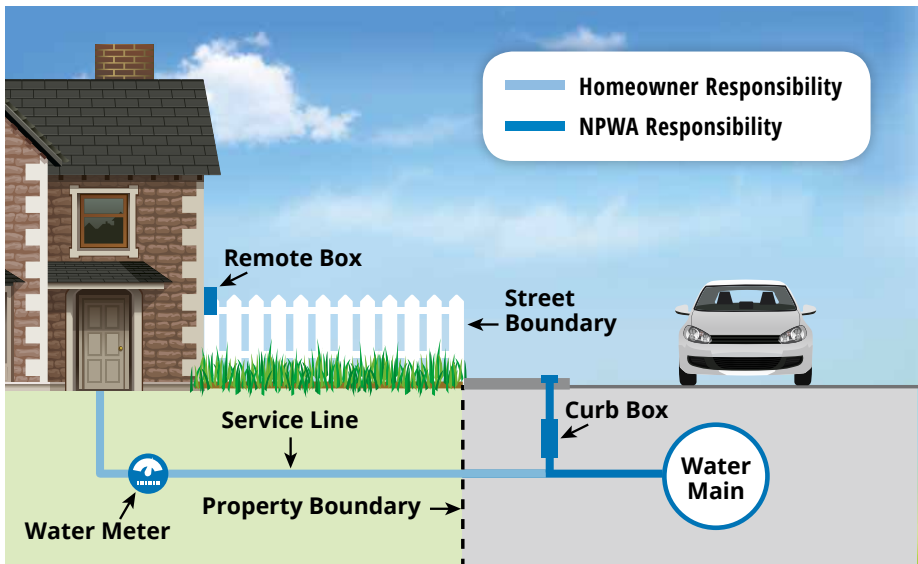 Homeowner Responsibility
NPWA Responsibility
Remote Box
Street
Boundary
Curb Box
Service Line
Water
Main
Property Boundary
Water Meter